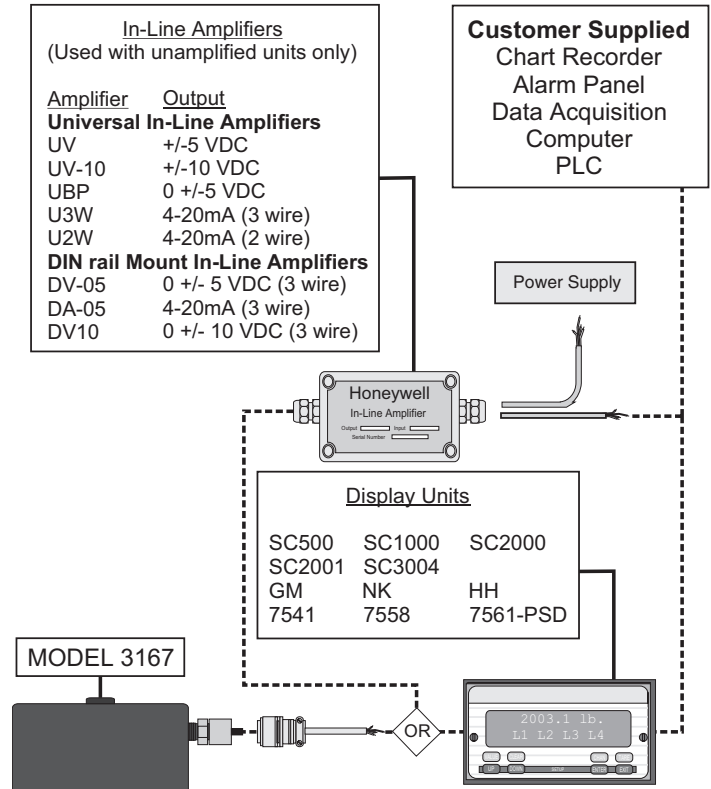 In-Line Amplifiers
(Used with unamplified units only)
Amplifier Output
Universal In-Line Amplifiers
UV +/-5 VDC
UV-10 +/-10 VDC
UBP 0 +/-5 VDC
U3W 4-20mA (3 wire)
U2W 4-20mA (2 wire)
DIN rail Mount In-Line Amplifiers
DV-05 0 +/- 5 VDC (3 wire)
DA-05 4-20mA (3 wire)
DV10 0 +/- 10 VDC (3 wire)
Customer Supplied
Chart Recorder
Alarm Panel
Data Acquisition
Computer
PLC
Power Supply
Honeywell
In-Line Amplifier
Output Input
Serial Number
Display Units
SC500 SC1000 SC2000
SC2001 SC3004
GM NK HH
7541 7558 7561-PSD
MODEL 3167
OR
2003.1 lb.
L1 L2 L3 L4
UP DOWN SETUP ENTER EXIT